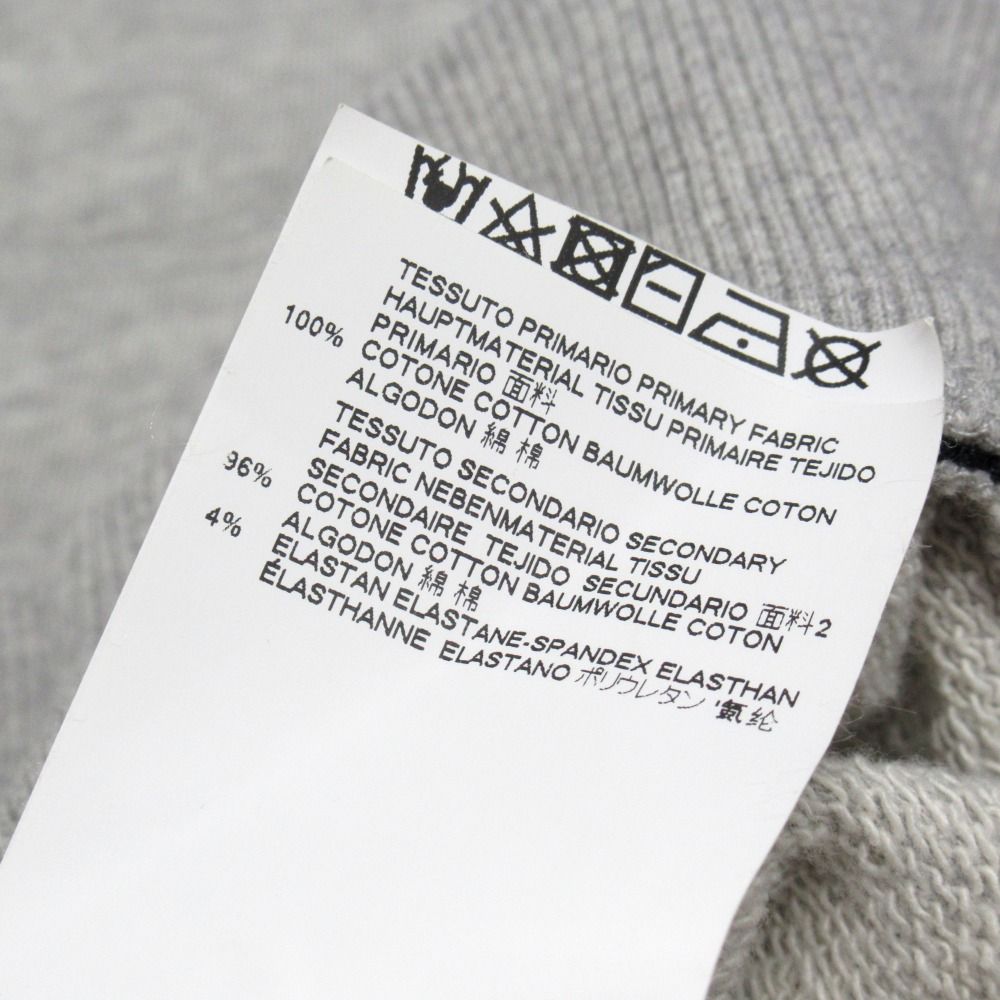 TESSUTO PRIMARIO PRIMARY FABRIC
HAUPTMATERIAL TISSU PRIMAIRE TEJIDO
PRIMARIO 面料
100% COTONE COTTON BAUMWOLLE COTON
ALGODON 綿 棉
TESSUTO SECONDARIO SECONDARY
FABRIC NEBENMATERIAL TISSU
SECONDAIRE TEJIDO SECUNDARIO 面料2
96% COTONE COTTON BAUMWOLLE COTON
ALGODON 綿 棉
4% ELASTAN ELASTANE-SPANDEX ELASTHAN
ÉLASTHANNE ELASTANO ポリウレタン 氨纶